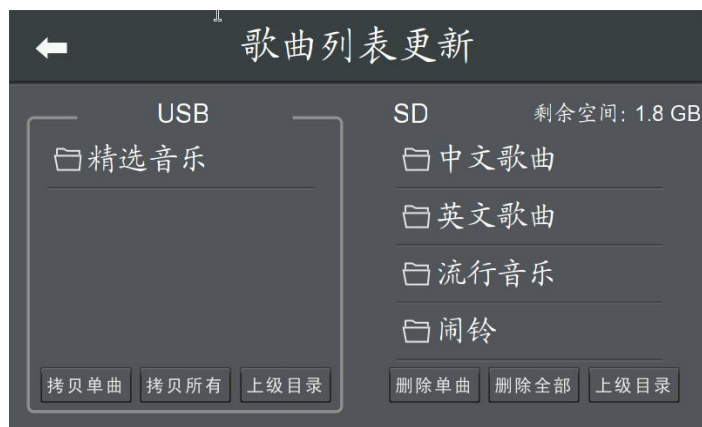 歌曲列表更新
USB
精选音乐
拷贝单曲 拷贝所有 上级目录
SD 剩余空间: 1.8 GB
中文歌曲
英文歌曲
流行音乐
闹铃
删除单曲 删除全部 上级目录